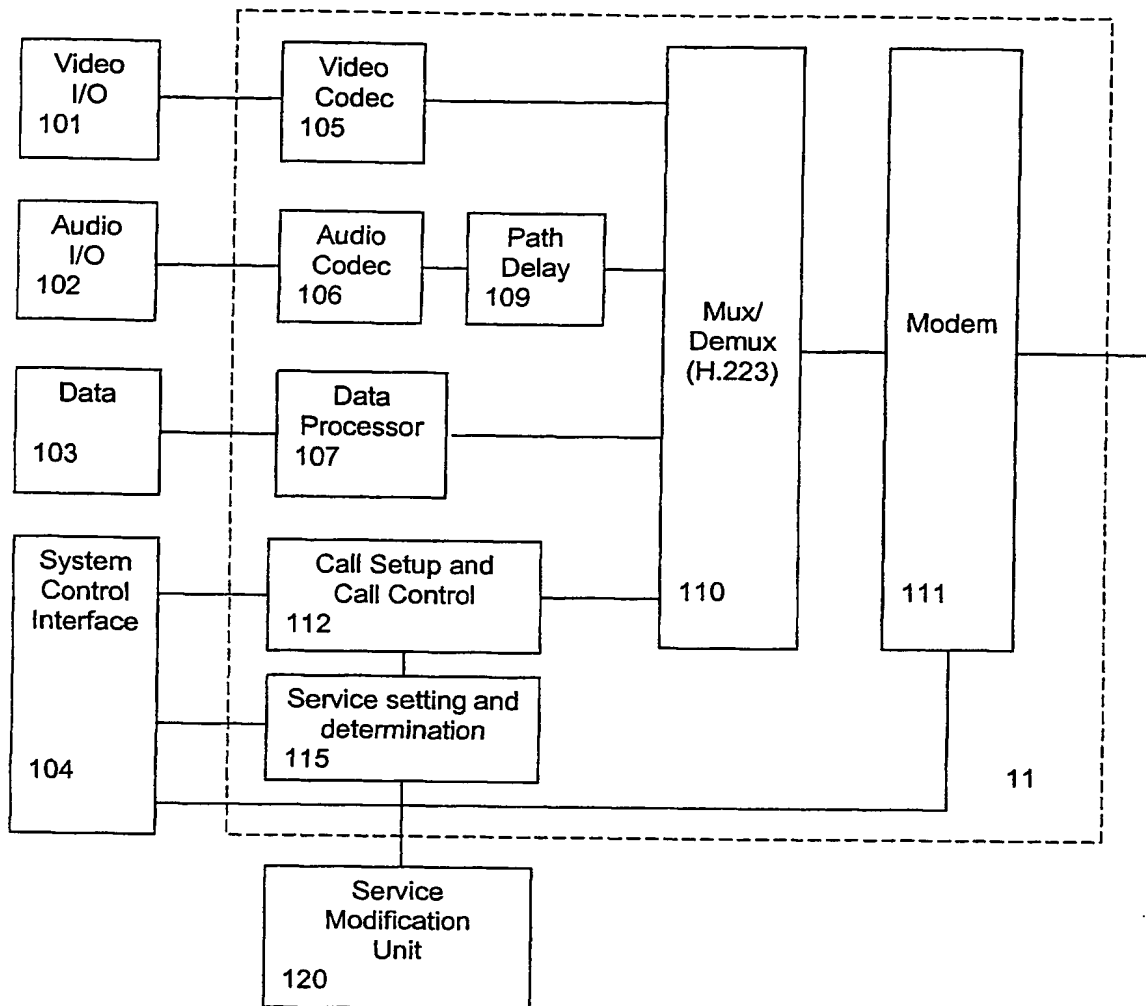 Video
I/O
101
Video
Codec
105
Audio
I/O
102
Audio
Codec
106
Path
Delay
109
Mux/
Demux
(H.223)
110
Modem
111
Data
103
Data
Processor
107
System
Control
Interface
104
Call Setup and
Call Control
112
Service setting and
determination
115
11
Service
Modification
Unit
120